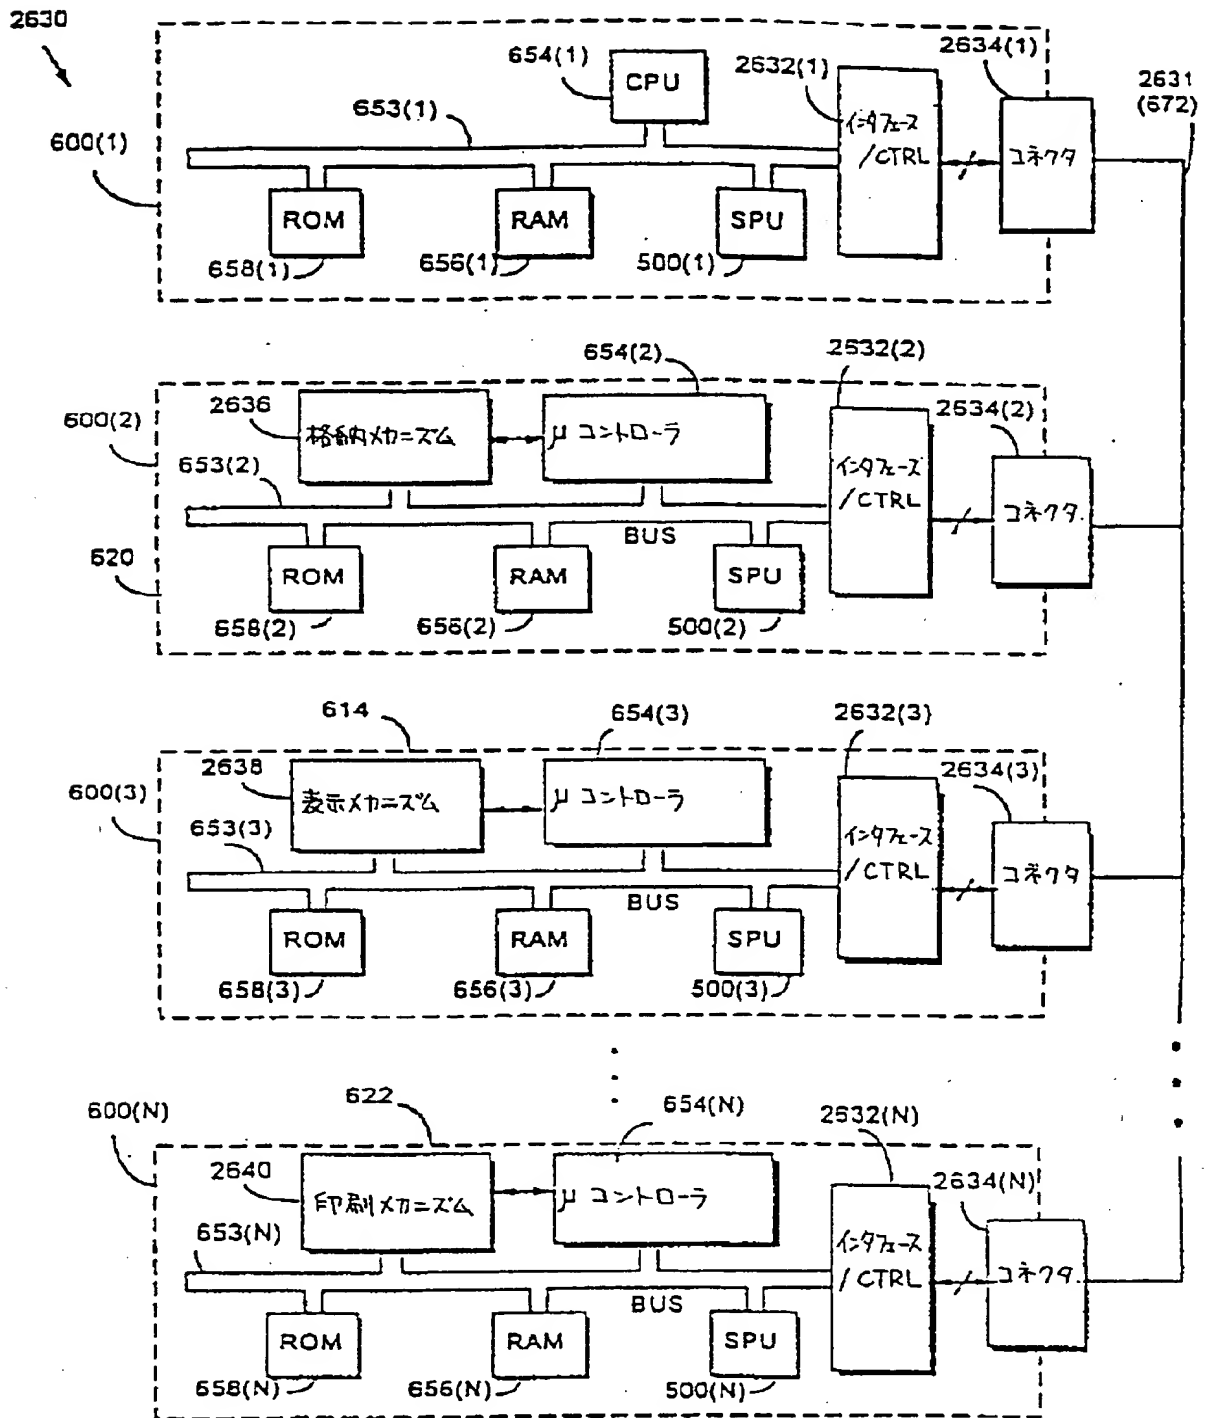 2630
654(1)
CPU
2632(1)
2634(1)
2631
(672)
653(1)
600(1)
インタフェース
/CTRL
コネクタ
ROM
RAM
SPU
658(1)
656(1)
500(1)
654(2)
2632(2)
600(2)
2636
格納メカニズム
μコントローラ
2634(2)
653(2)
インタフェース
/CTRL
コネクタ
BUS
620
ROM
RAM
SPU
658(2)
656(2)
500(2)
614
654(3)
2632(3)
600(3)
2638
表示メカニズム
μコントローラ
2634(3)
653(3)
インタフェース
/CTRL
コネクタ
BUS
ROM
RAM
SPU
658(3)
656(3)
500(3)
600(N)
622
654(N)
2632(N)
2640
印刷メカニズム
μコントローラ
2634(N)
653(N)
インタフェース
/CTRL
コネクタ
BUS
ROM
RAM
SPU
658(N)
656(N)
500(N)